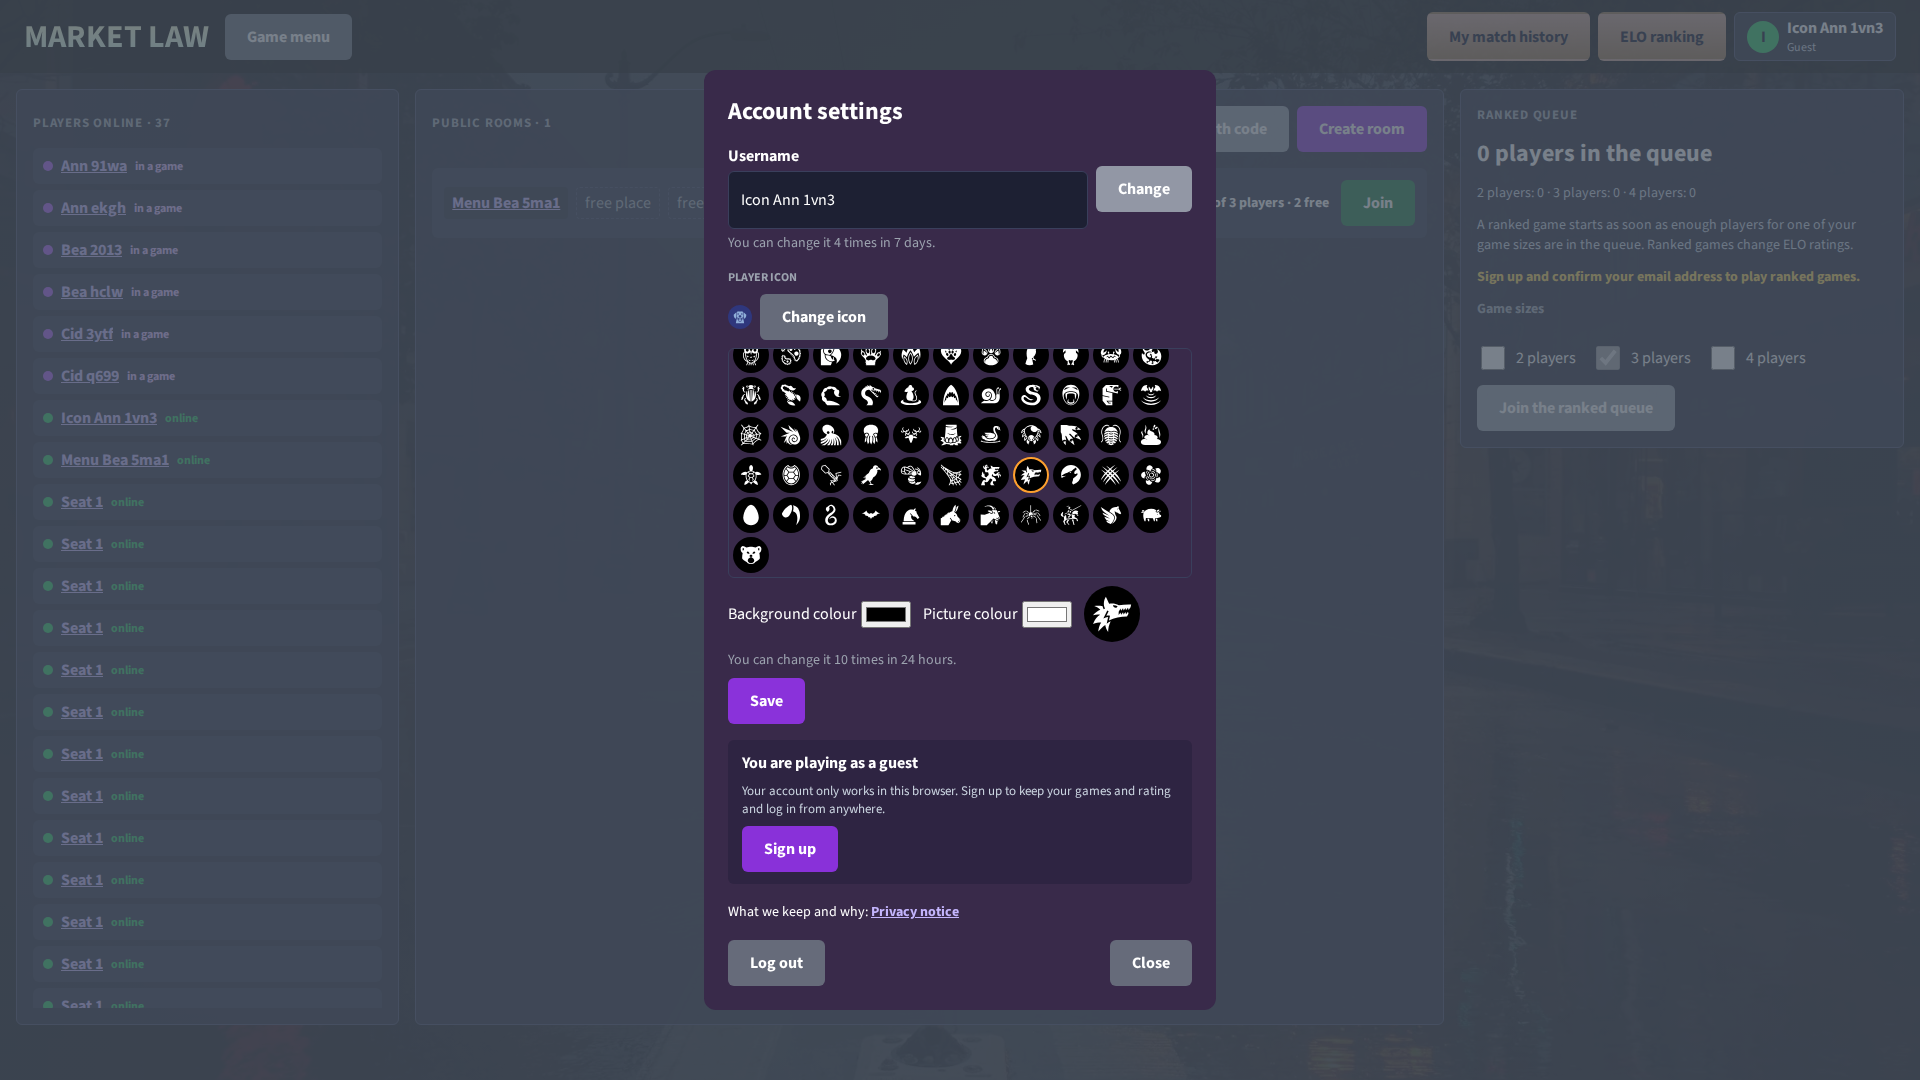 MARKET LAW
Game menu
My match history
ELO ranking
I
Icon Ann 1vn3
Guest
PLAYERS ONLINE · 37
Ann 91wa in a game
Ann ekgh in a game
Bea 2013 in a game
Bea hclw in a game
Cid 3ytf in a game
Cid q699 in a game
Icon Ann 1vn3 online
Menu Bea 5ma1 online
Seat 1 online
Seat 1 online
Seat 1 online
Seat 1 online
Seat 1 online
Seat 1 online
Seat 1 online
Seat 1 online
Seat 1 online
Seat 1 online
Seat 1 online
Seat 1 online
Seat 1 online
PUBLIC ROOMS · 1
th code
Create room
Menu Bea 5ma1
free place
free
of 3 players · 2 free
Join
Account settings
Username
Icon Ann 1vn3
Change
You can change it 4 times in 7 days.
PLAYER ICON
Change icon
Background colour
Picture colour
You can change it 10 times in 24 hours.
Save
You are playing as a guest
Your account only works in this browser. Sign up to keep your games and rating
and log in from anywhere.
Sign up
What we keep and why: Privacy notice
Log out
Close
RANKED QUEUE
0 players in the queue
2 players: 0 · 3 players: 0 · 4 players: 0
A ranked game starts as soon as enough players for one of your
game sizes are in the queue. Ranked games change ELO ratings.
Sign up and confirm your email address to play ranked games.
Game sizes
2 players
3 players
4 players
Join the ranked queue